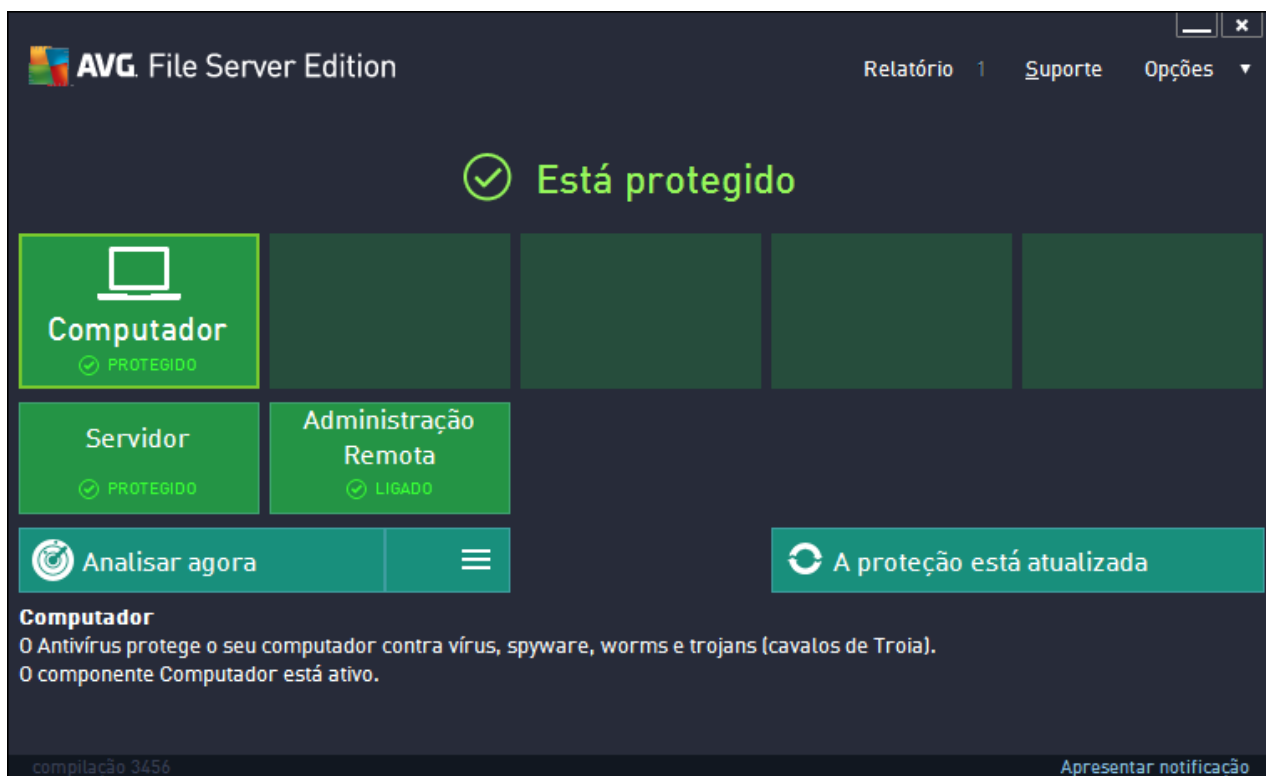 AVG. File Server Edition
Relatório 1 Suporte Opções
Está protegido
Computador
PROTEGIDO
Servidor
PROTEGIDO
Administração
Remota
LIGADO
Analisar agora
A proteção está atualizada
Computador
O Antivírus protege o seu computador contra vírus, spyware, worms e trojans (cavalos de Troia).
O componente Computador está ativo.
compilação 3456
Apresentar notificação